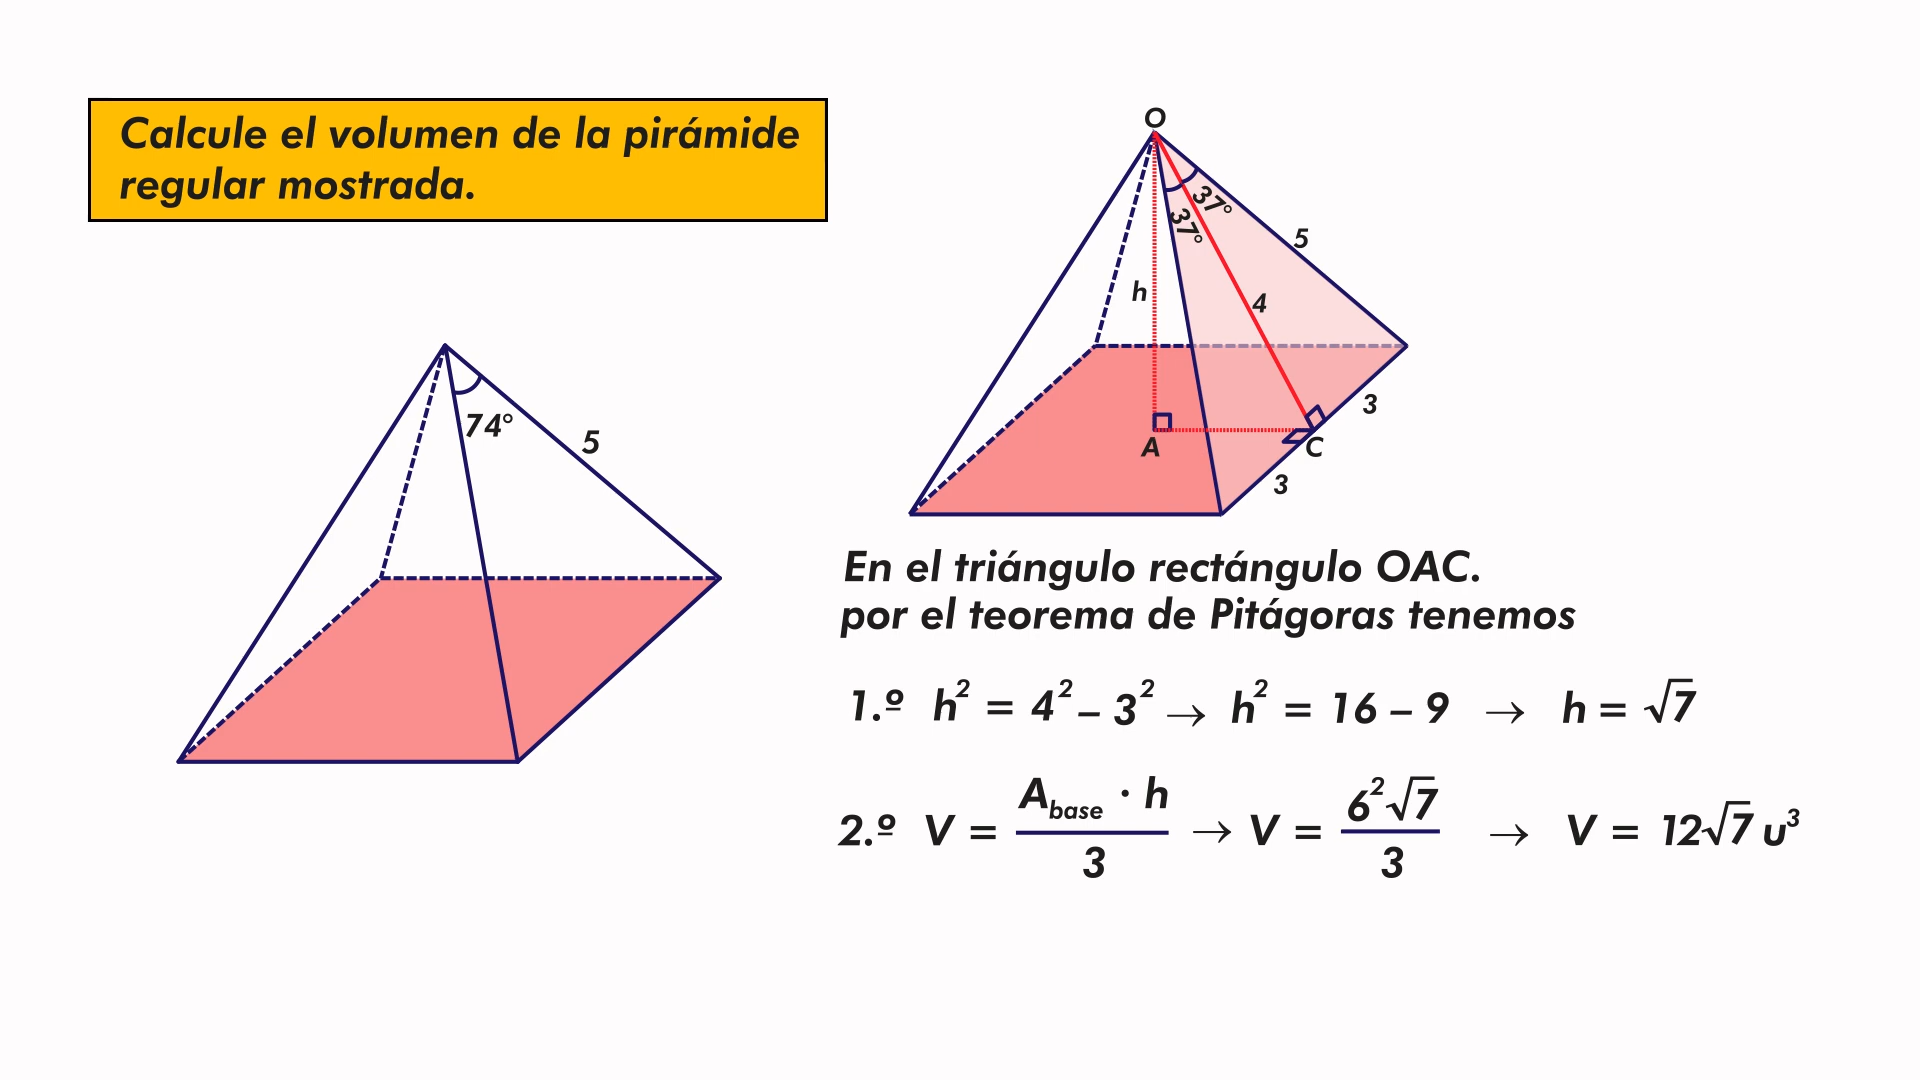 Calcule el volumen de la pirámide
regular mostrada.
74°
5
O
37°
37°
5
h
4
3
A
C
3
En el triángulo rectángulo OAC.
por el teorema de Pitágoras tenemos
1.º h² = 4² – 3² → h² = 16 – 9 → h = √7
2.º V = A_base · h / 3 → V = 6²√7 / 3 → V = 12√7 u³